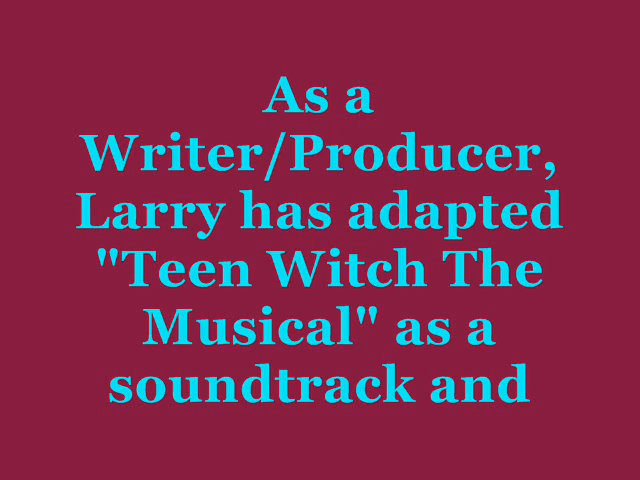 As a
Writer/Producer,
Larry has adapted
"Teen Witch The
Musical" as a
soundtrack and